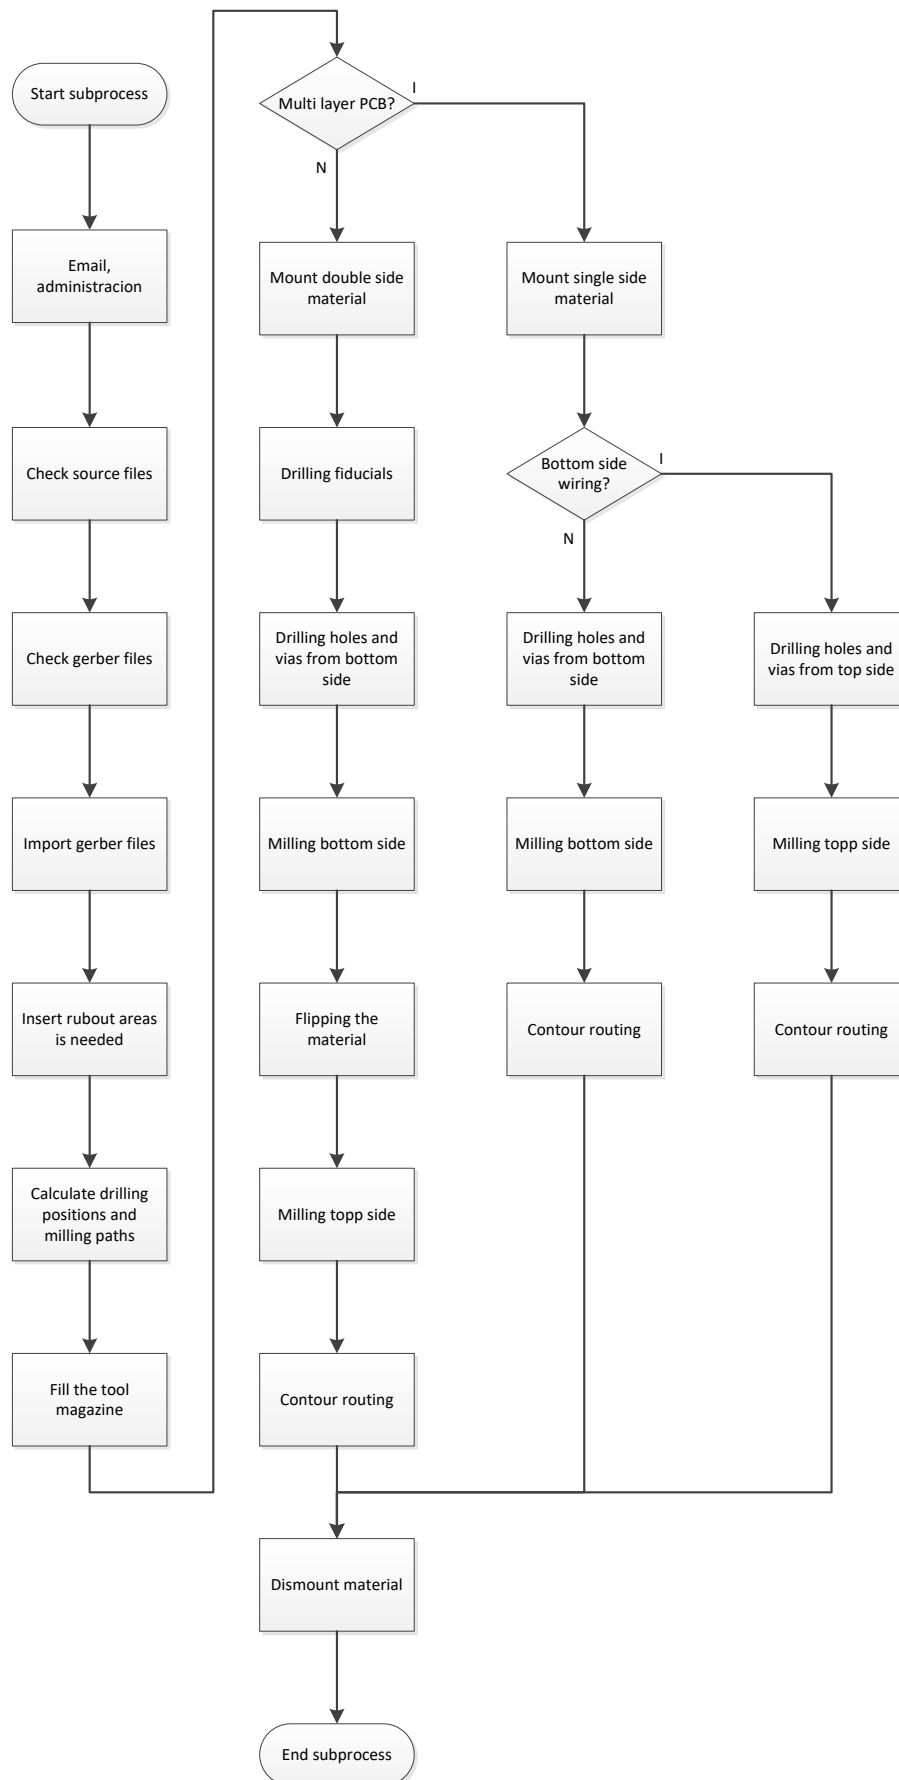 Start subprocess
Email,
administracion
Check source files
Check gerber files
Import gerber files
Insert rubout areas
is needed
Calculate drilling
positions and
milling paths
Fill the tool
magazine
Multi layer PCB?
I
N
Mount double side
material
Drilling fiducials
Drilling holes and
vias from bottom
side
Milling bottom side
Flipping the
material
Milling topp side
Contour routing
Dismount material
End subprocess
Mount single side
material
Bottom side
wiring?
I
N
Drilling holes and
vias from bottom
side
Milling bottom side
Contour routing
Drilling holes and
vias from top side
Milling topp side
Contour routing